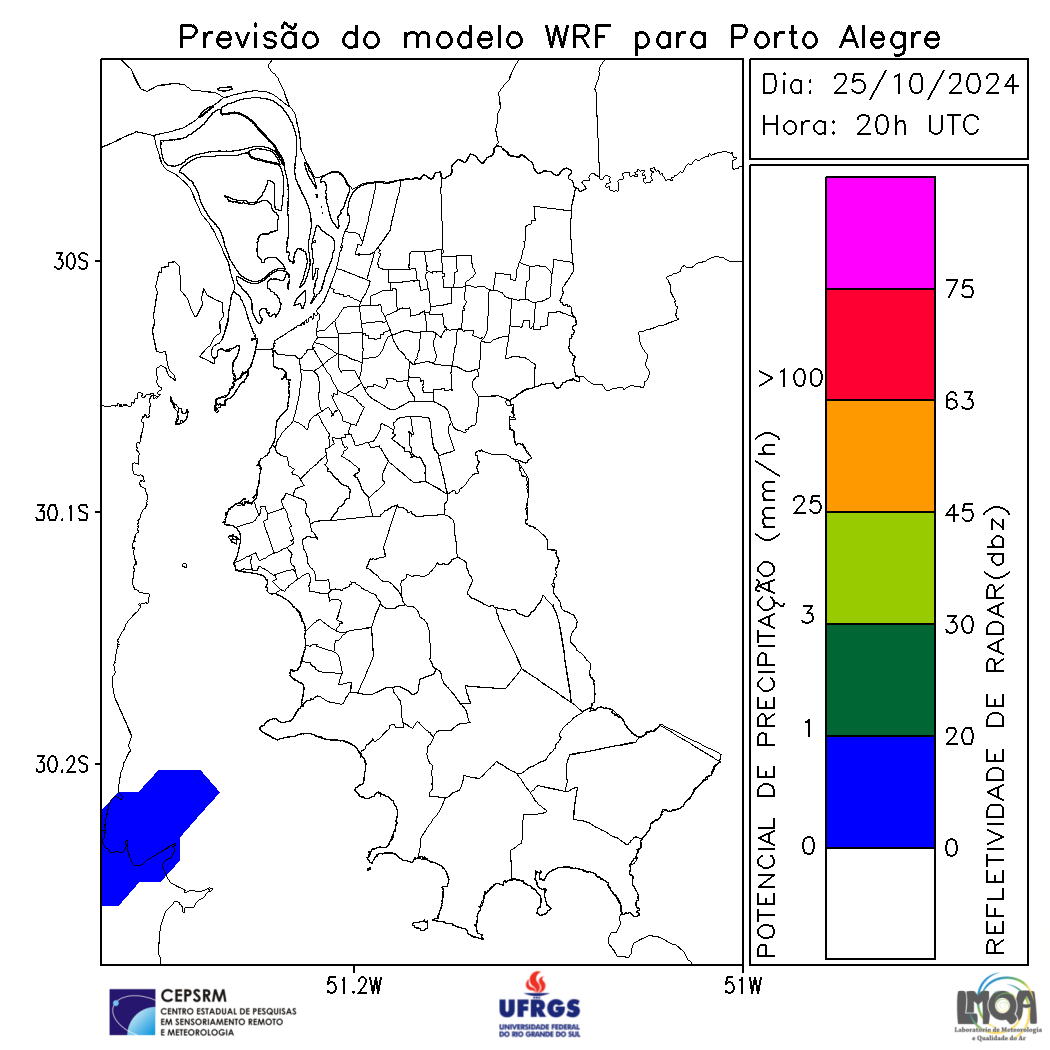 Previsão do modelo WRF para Porto Alegre
Dia: 25/10/2024
Hora: 20h UTC
30S
30.1S
30.2S
51.2W
51W
POTENCIAL DE PRECIPITAÇÃO (mm/h)
>100
25
3
1
0
75
63
45
30
20
0
REFLETIVIDADE DE RADAR(dbz)
CEPSRM
CENTRO ESTADUAL DE PESQUISAS
EM SENSORIAMENTO REMOTO
E METEOROLOGIA
UFRGS
UNIVERSIDADE FEDERAL
DO RIO GRANDE DO SUL
LMQA
Laboratório de Meteorologia
e Qualidade do Ar